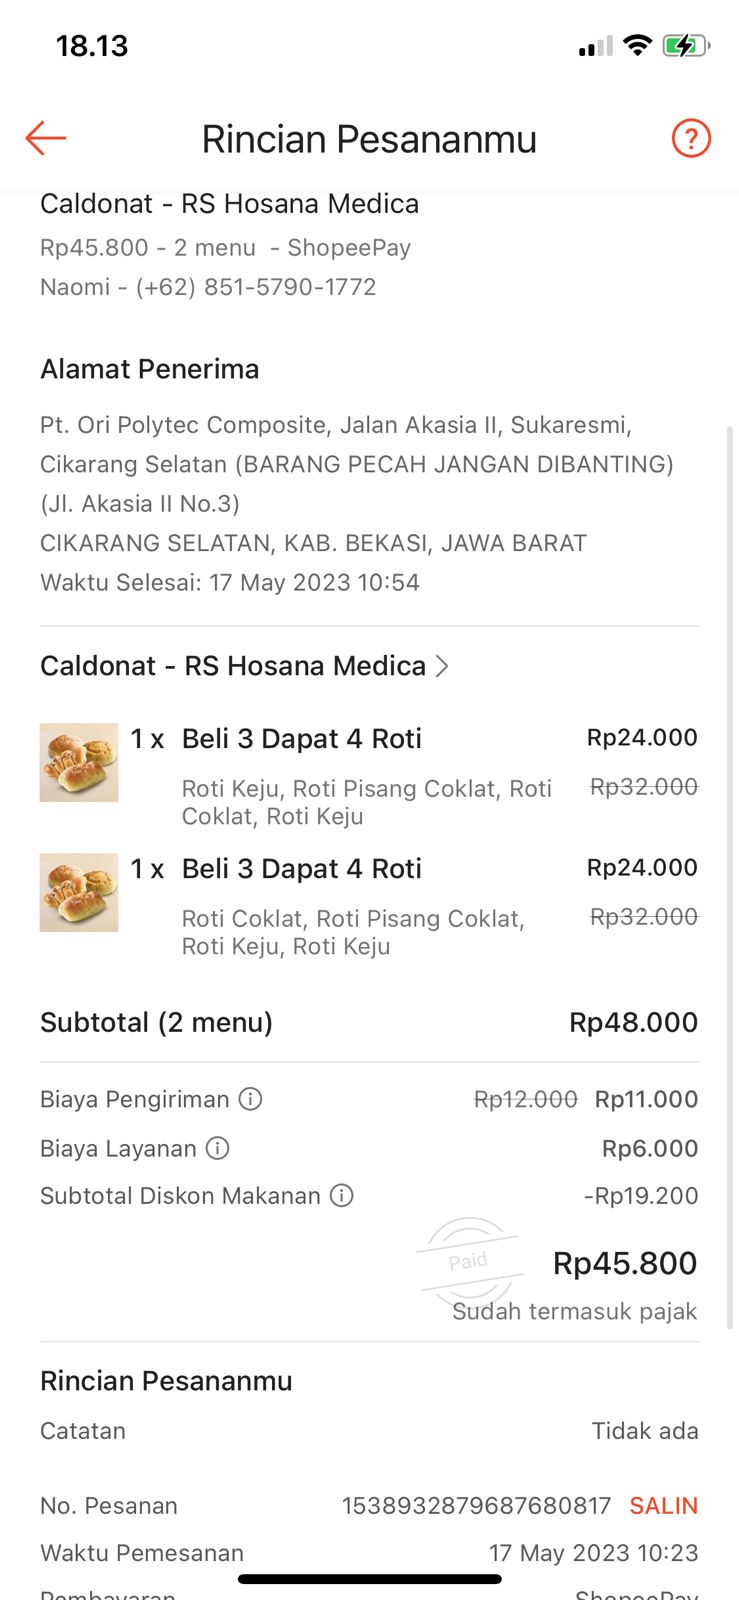 18.13
Rincian Pesananmu
?
Caldonat - RS Hosana Medica
Rp45.800 - 2 menu - ShopeePay
Naomi - (+62) 851-5790-1772
Alamat Penerima
Pt. Ori Polytec Composite, Jalan Akasia II, Sukaresmi,
Cikarang Selatan (BARANG PECAH JANGAN DIBANTING)
(Jl. Akasia II No.3)
CIKARANG SELATAN, KAB. BEKASI, JAWA BARAT
Waktu Selesai: 17 May 2023 10:54
Caldonat - RS Hosana Medica
1 x Beli 3 Dapat 4 Roti Rp24.000
Roti Keju, Roti Pisang Coklat, Roti Rp32.000
Coklat, Roti Keju
1 x Beli 3 Dapat 4 Roti Rp24.000
Roti Coklat, Roti Pisang Coklat, Rp32.000
Roti Keju, Roti Keju
Subtotal (2 menu) Rp48.000
Biaya Pengiriman Rp12.000 Rp11.000
Biaya Layanan Rp6.000
Subtotal Diskon Makanan -Rp19.200
Paid Rp45.800
Sudah termasuk pajak
Rincian Pesananmu
Catatan Tidak ada
No. Pesanan 1538932879687680817 SALIN
Waktu Pemesanan 17 May 2023 10:23
Pembayaran ShopeePay